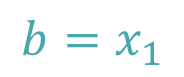 b = x₁